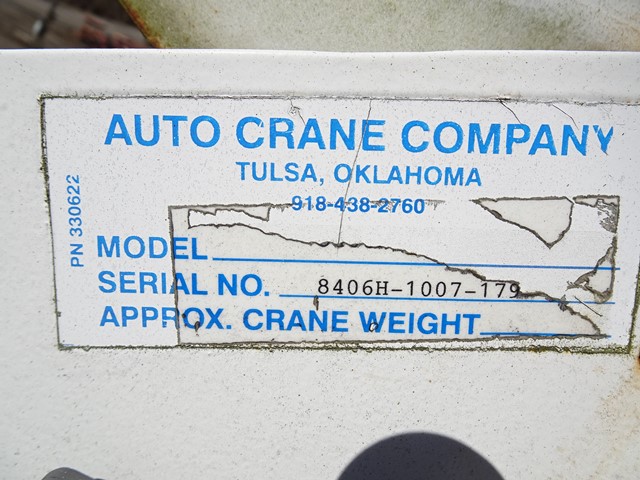 AUTO CRANE COMPANY
TULSA, OKLAHOMA
918-438-2760
PN 330622
MODEL
SERIAL NO. 8406H-1007-179
APPROX. CRANE WEIGHT